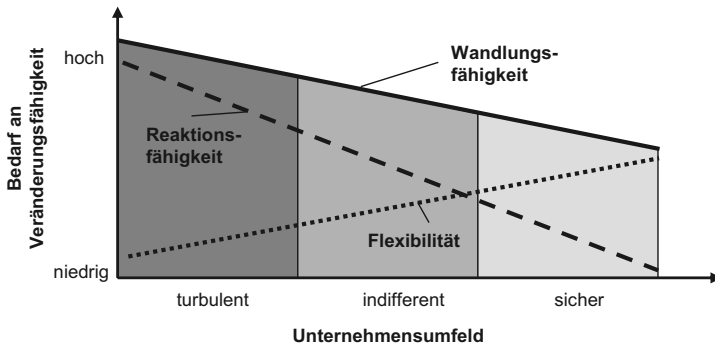 Bedarf an
Veränderungsfähigkeit
hoch
niedrig
Wandlungs-
fähigkeit
Reaktions-
fähigkeit
Flexibilität
turbulent
indifferent
sicher
Unternehmensumfeld